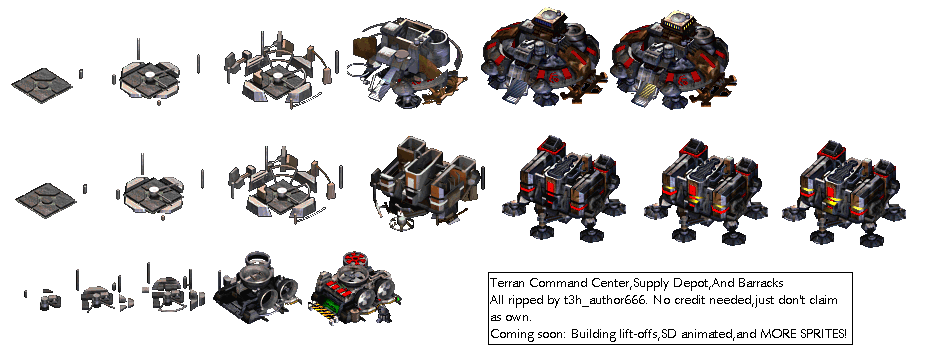 Terran Command Center,Supply Depot,And Barracks
All ripped by t3h_author666. No credit needed,just don't claim
as own.
Coming soon: Building lift-offs,SD animated,and MORE SPRITES!